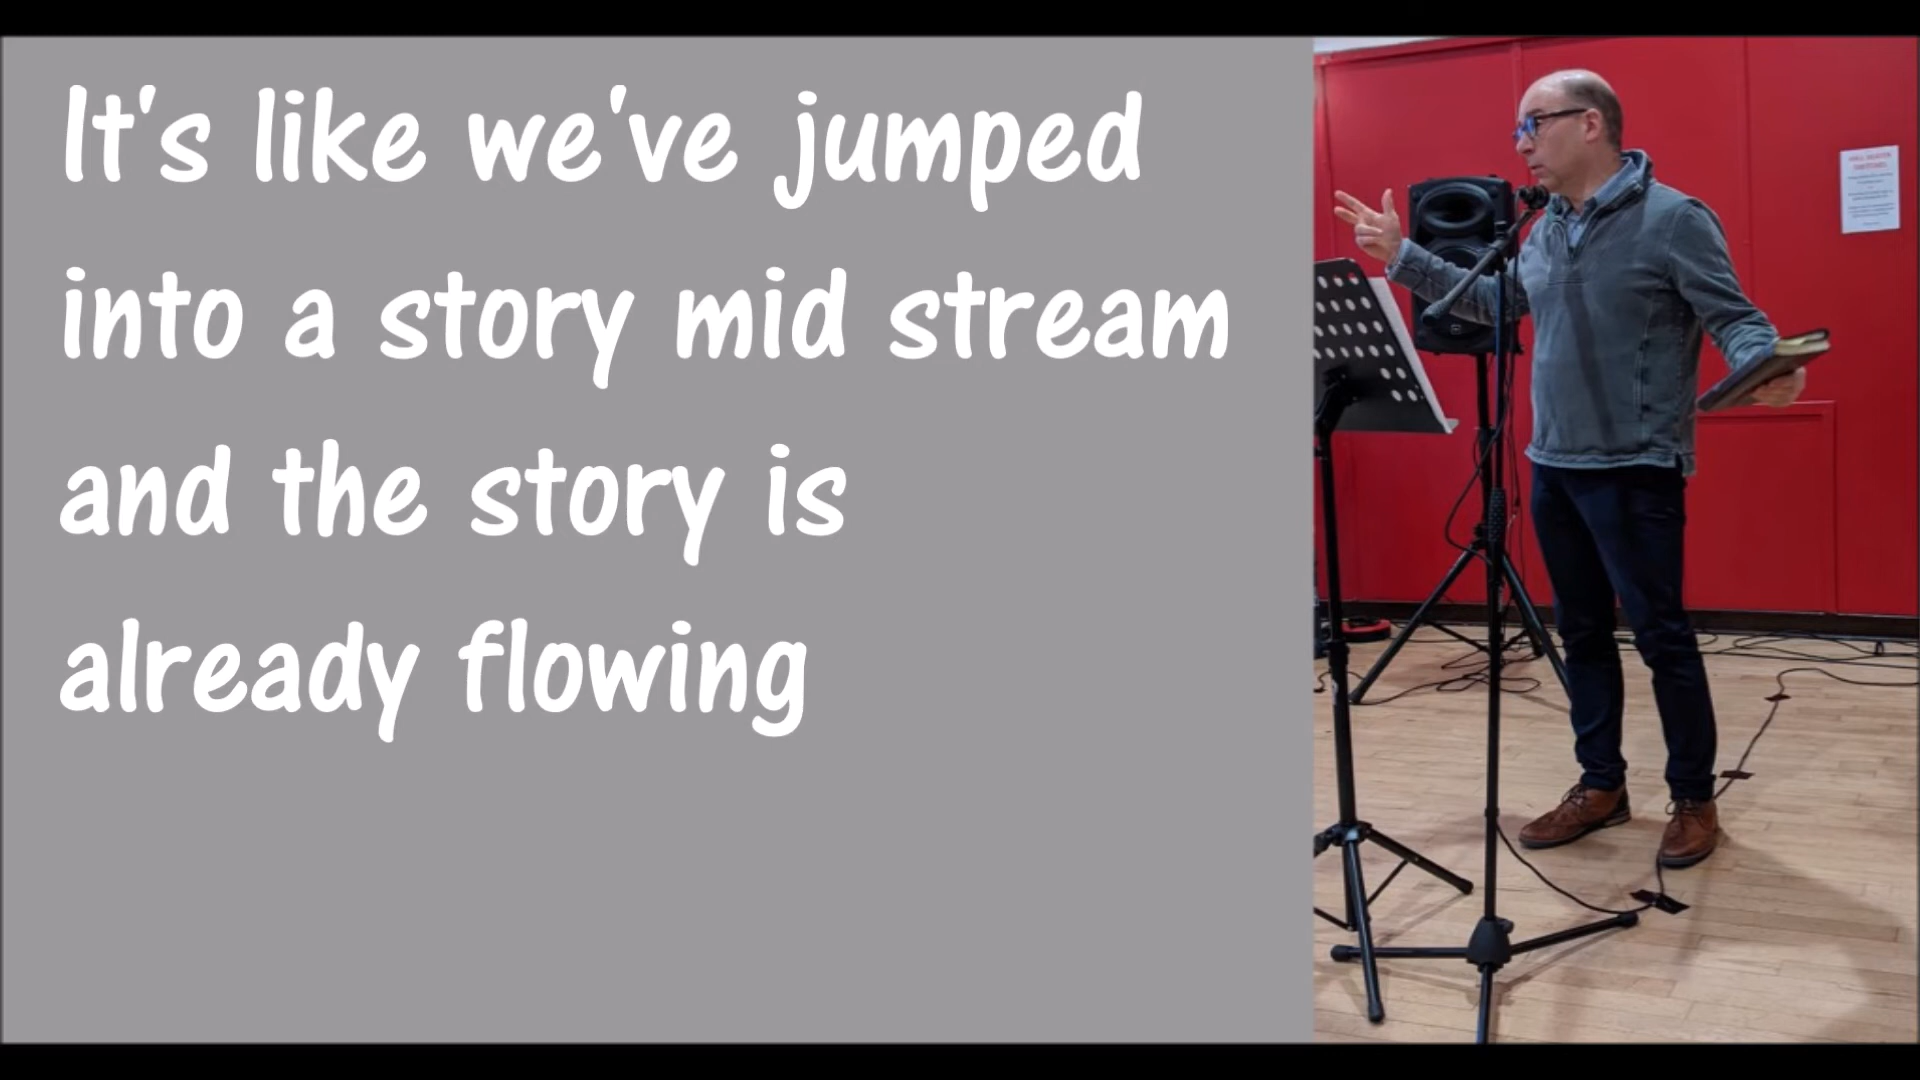 It's like we've jumped
into a story mid stream
and the story is
already flowing